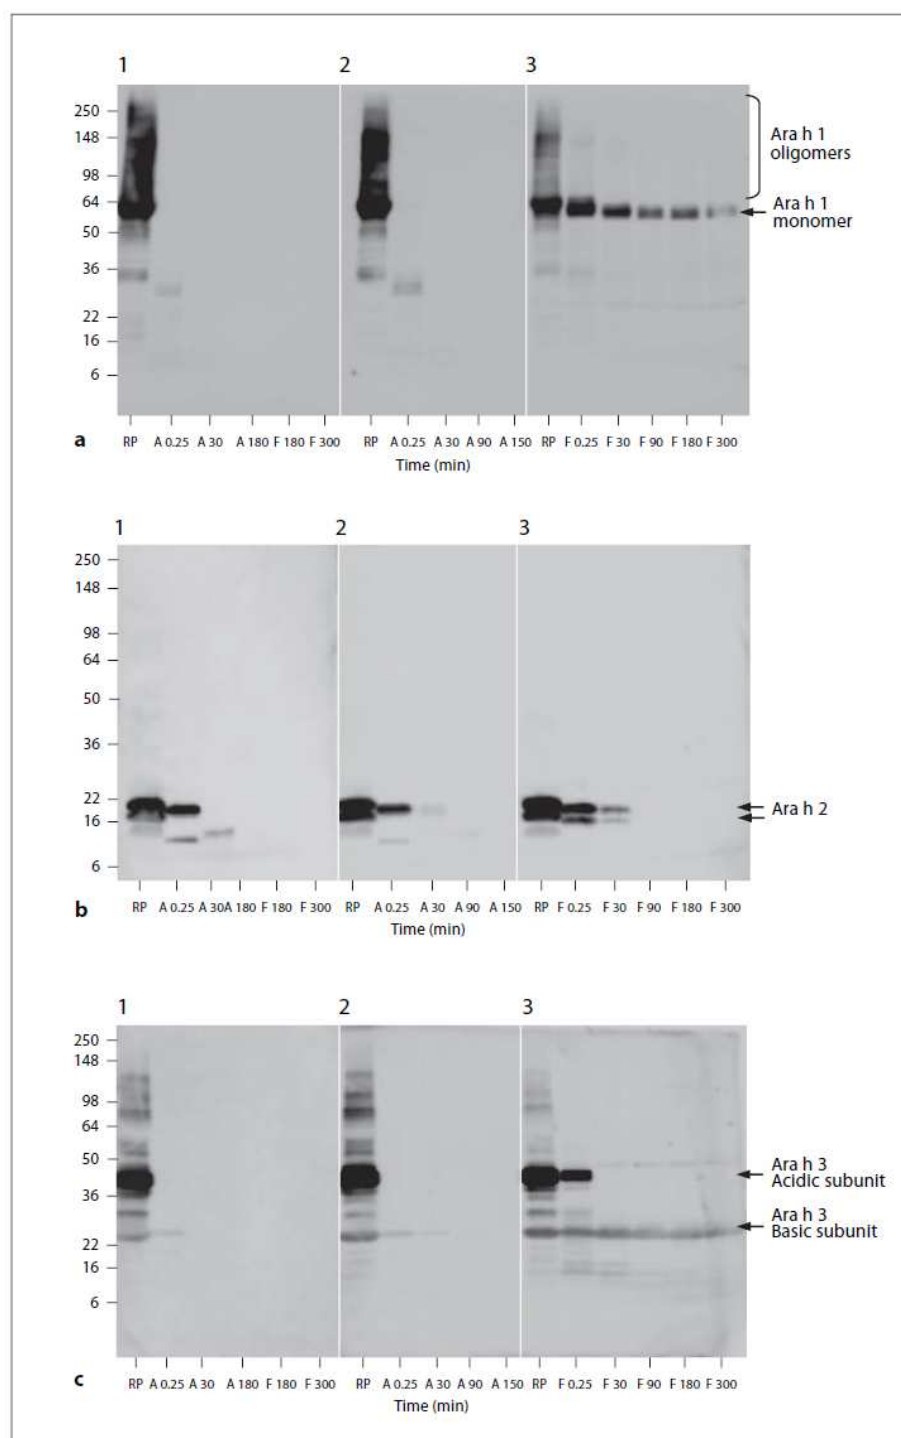 1 2 3
250
148
98
64
50
36
22
16
6
Ara h 1
oligomers
Ara h 1
monomer
RP A 0.25 A 30 A 180 F 180 F 300 RP A 0.25 A 30 A 90 A 150 RP F 0.25 F 30 F 90 F 180 F 300
a
Time (min)
1 2 3
250
148
98
64
50
36
22
16
6
Ara h 2
RP A 0.25 A 30 A 180 F 180 F 300 RP A 0.25 A 30 A 90 A 150 RP F 0.25 F 30 F 90 F 180 F 300
b
Time (min)
1 2 3
250
148
98
64
50
36
22
16
6
Ara h 3
Acidic subunit
Ara h 3
Basic subunit
RP A 0.25 A 30 A 180 F 180 F 300 RP A 0.25 A 30 A 90 A 150 RP F 0.25 F 30 F 90 F 180 F 300
c
Time (min)